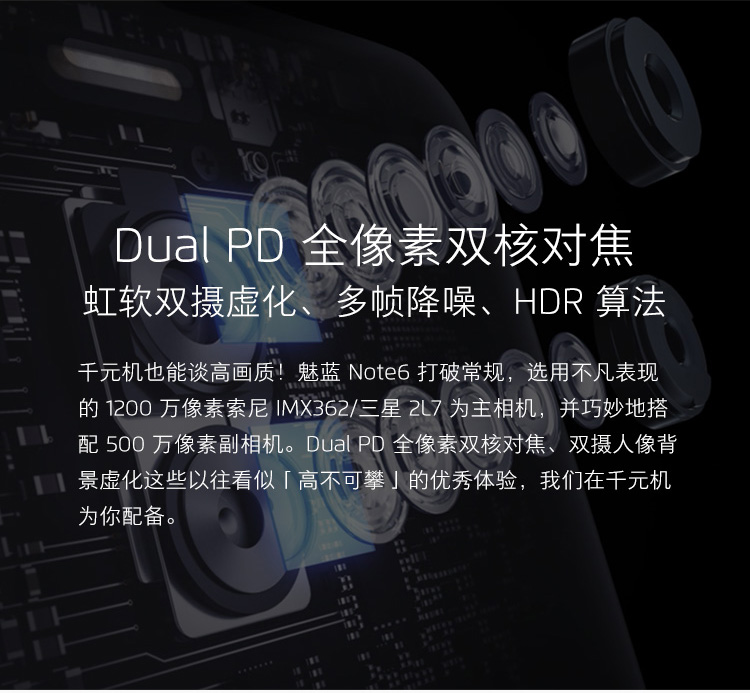 Dual PD 全像素双核对焦
虹软双摄虚化、多帧降噪、HDR 算法
千元机也能谈高画质！魅蓝 Note6 打破常规，选用不凡表现
的 1200 万像素索尼 IMX362/三星 2L7 为主相机，并巧妙地搭
配 500 万像素副相机。Dual PD 全像素双核对焦、双摄人像背
景虚化这些以往看似「高不可攀」的优秀体验，我们在千元机
为你配备。